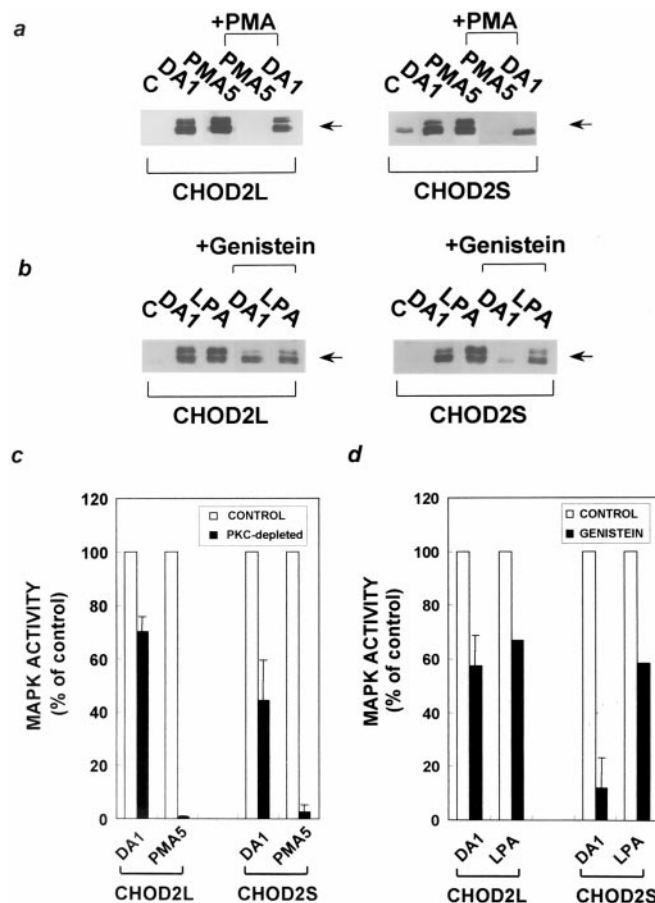 a
+PMA +PMA
C DA1 PMA5 PMA5 DA1 C DA1 PMA5 PMA5 DA1
CHOD2L CHOD2S
b
+Genistein +Genistein
C DA1 LPA DA1 LPA C DA1 LPA DA1 LPA
CHOD2L CHOD2S
c
MAPK ACTIVITY
(% of control)
120
100
80
60
40
20
0
CONTROL
PKC-depleted
DA1 PMA5 DA1 PMA5
CHOD2L CHOD2S
d
MAPK ACTIVITY
(% of control)
120
100
80
60
40
20
0
CONTROL
GENISTEIN
DA1 LPA DA1 LPA
CHOD2L CHOD2S